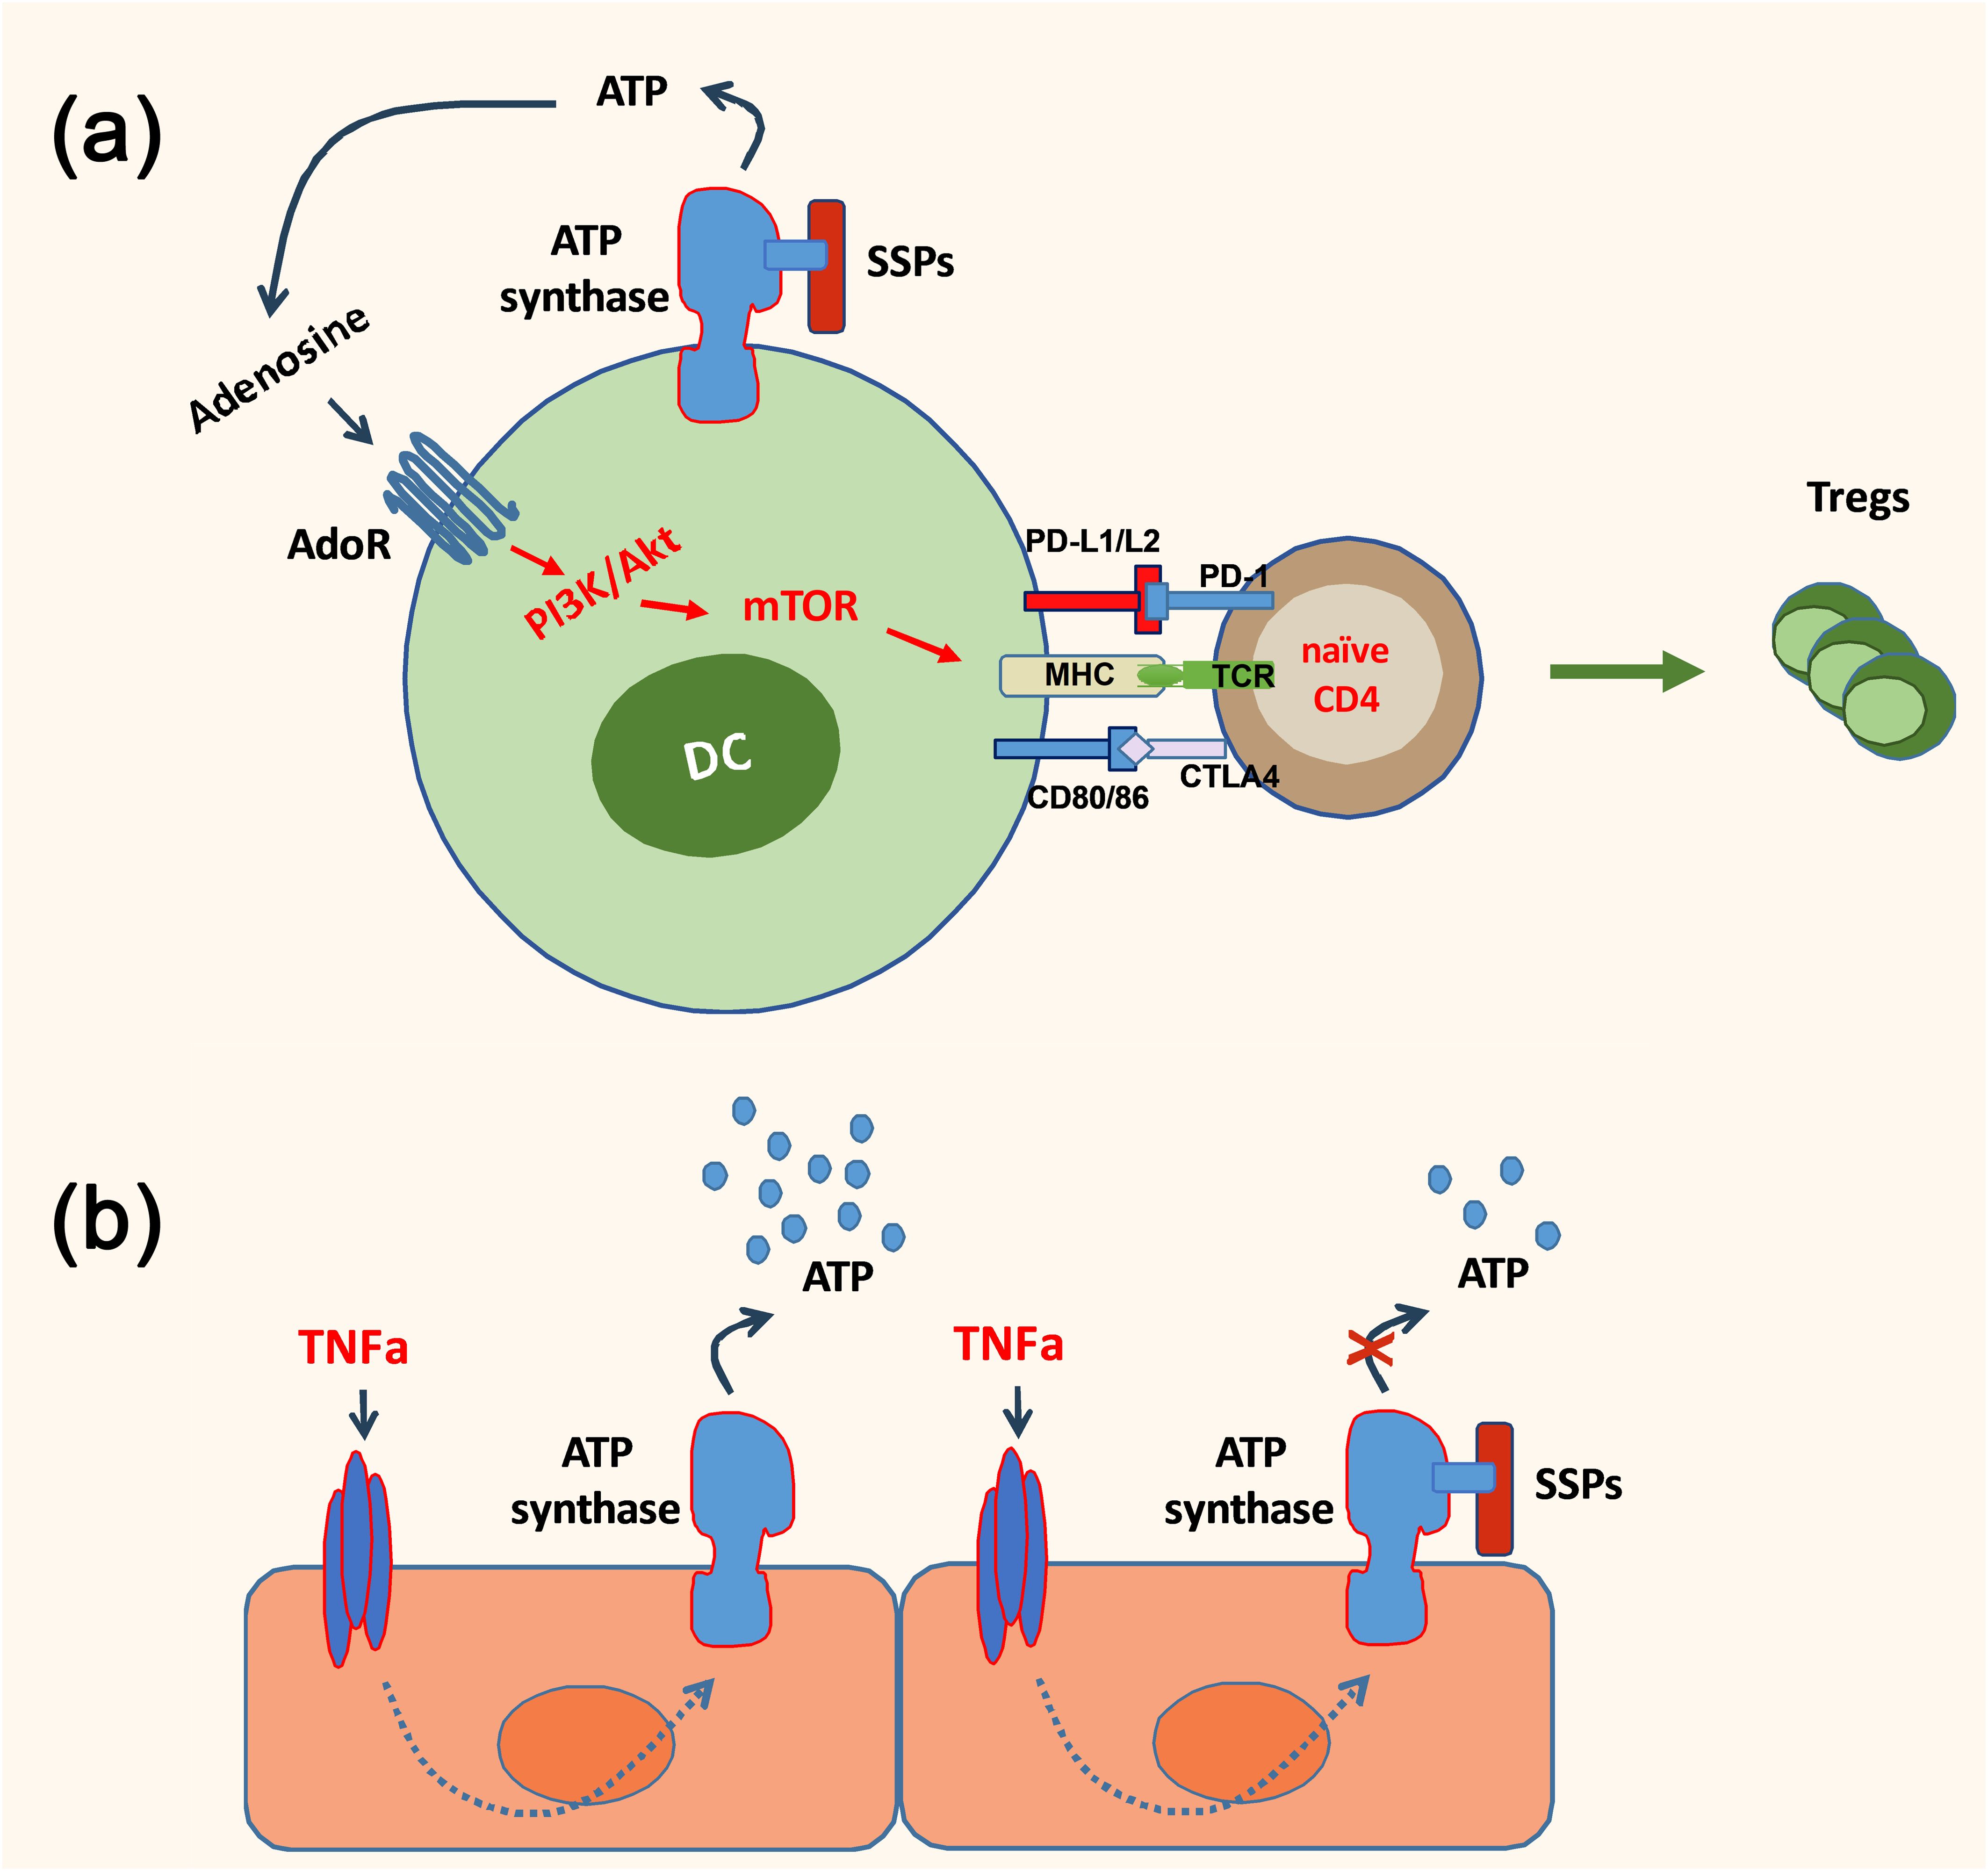 (a)
ATP
ATP
synthase
SSPs
Adenosine
AdoR
PI3K/Akt
mTOR
DC
PD-L1/L2
PD-1
MHC
TCR
naïve
CD4
CD80/86
CTLA4
Tregs
(b)
ATP
TNFa
ATP
synthase
ATP
TNFa
ATP
synthase
SSPs